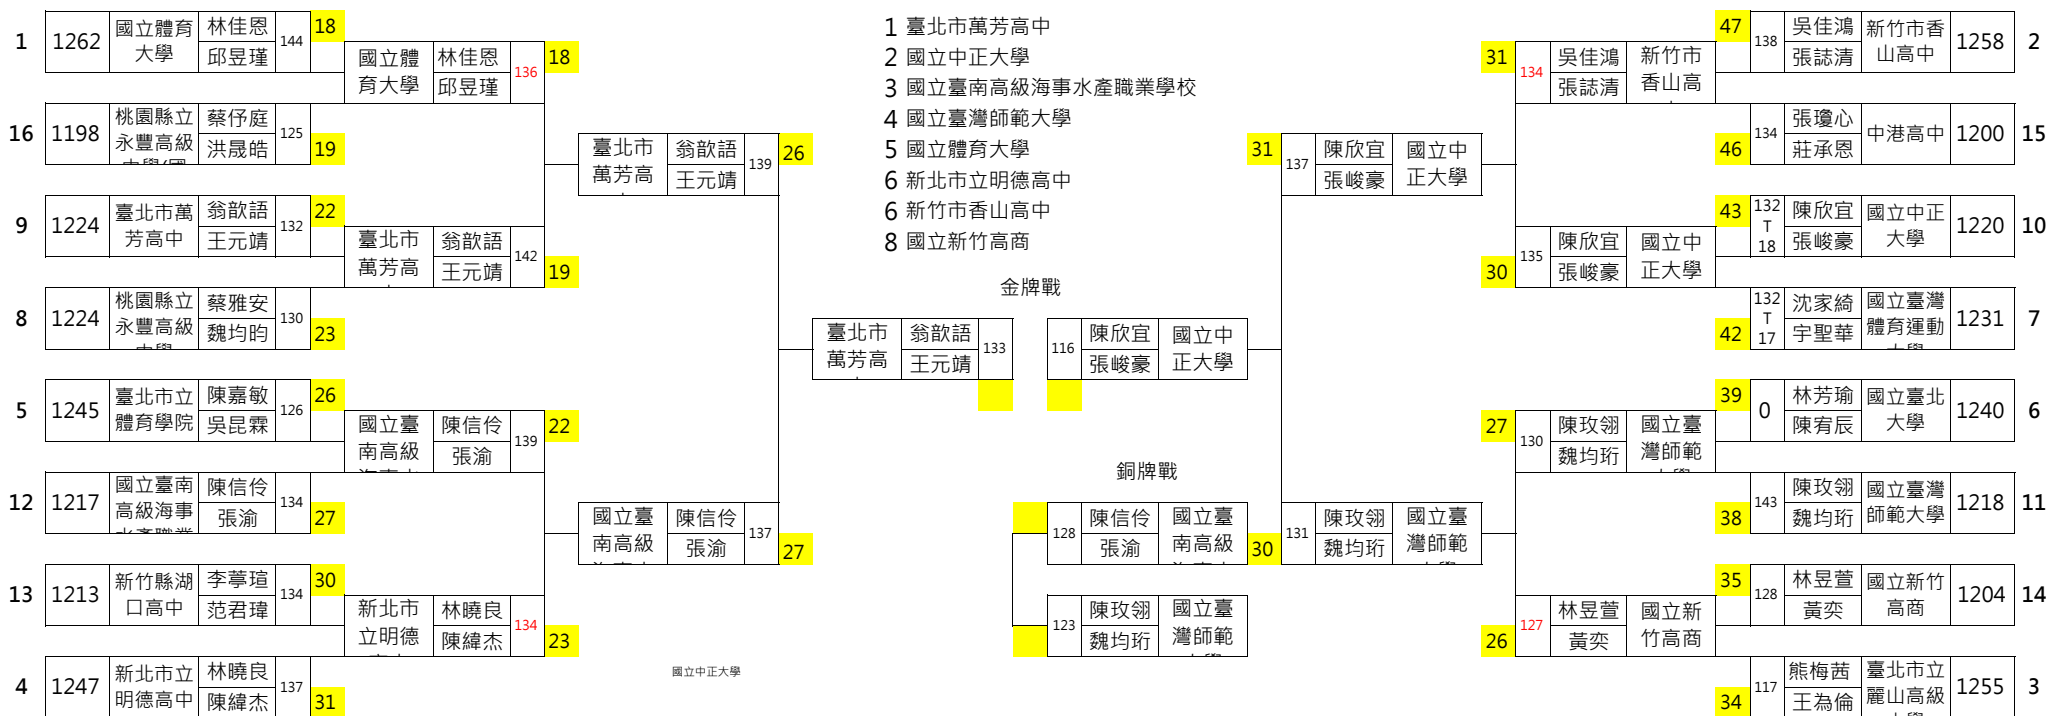 1 1262 國立體育大學 林佳恩 邱昱瑾 144 18
16 1198 桃園縣立永豐高級 蔡伃庭 洪晟皓 125 19
9 1224 臺北市萬芳高中 翁歆語 王元靖 132 22
8 1224 桃園縣立永豐高級 蔡雅安 魏均昀 130 23
5 1245 臺北市立體育學院 陳嘉敏 吳昆霖 126 26
12 1217 國立臺南高級海事 陳信伶 張渝 134 27
13 1213 新竹縣湖口高中 李葶瑄 范君瑋 134 30
4 1247 新北市立明德高中 林曉良 陳緯杰 137 31
國立體育大學 林佳恩 邱昱瑾 136 18
臺北市萬芳高 翁歆語 王元靖 142 19
國立臺南高級 陳信伶 張渝 139 22
新北市立明德 林曉良 陳緯杰 134 23
臺北市萬芳高 翁歆語 王元靖 139 26
國立臺南高級 陳信伶 張渝 137 27
1 臺北市萬芳高中
2 國立中正大學
3 國立臺南高級海事水產職業學校
4 國立臺灣師範大學
5 國立體育大學
6 新北市立明德高中
6 新竹市香山高中
8 國立新竹高商
金牌戰
臺北市萬芳高 翁歆語 王元靖 133
116 陳欣宜 張峻豪 國立中正大學
銅牌戰
128 陳信伶 張渝 國立臺南高級
123 陳玫翎 魏均珩 國立臺灣師範
國立中正大學
31 137 陳欣宜 張峻豪 國立中正大學
30 131 陳玫翎 魏均珩 國立臺灣師範
31 134 吳佳鴻 張誌清 新竹市香山高
30 135 陳欣宜 張峻豪 國立中正大學
27 130 陳玫翎 魏均珩 國立臺灣師範
26 127 林昱萱 黃奕 國立新竹高商
47 138 吳佳鴻 張誌清 新竹市香山高中 1258 2
46 134 張瓊心 莊承恩 中港高中 1200 15
43 132 T 18 陳欣宜 張峻豪 國立中正大學 1220 10
42 132 T 17 沈家綺 宇聖華 國立臺灣體育運動 1231 7
39 0 林芳瑜 陳宥辰 國立臺北大學 1240 6
38 143 陳玫翎 魏均珩 國立臺灣師範大學 1218 11
35 128 林昱萱 黃奕 國立新竹高商 1204 14
34 117 熊梅茜 王為倫 臺北市立麗山高級 1255 3